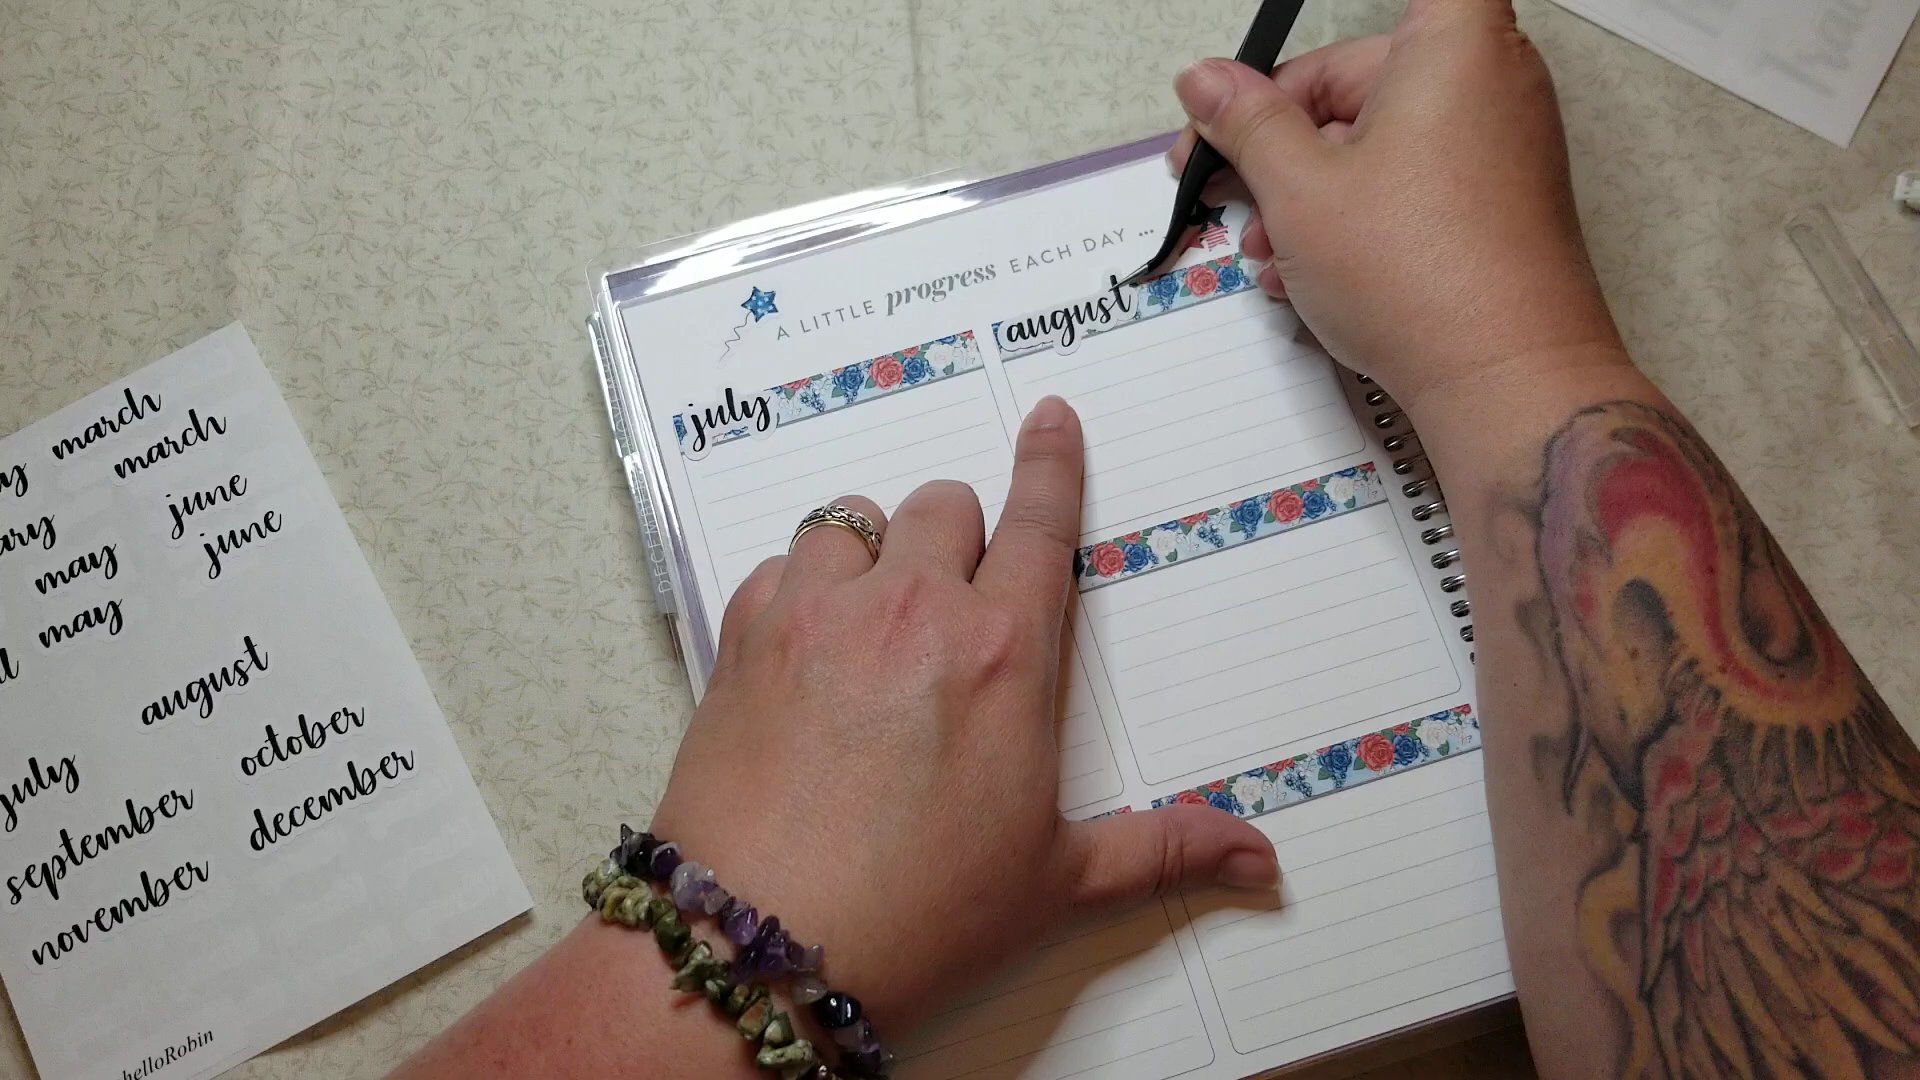 A LITTLE progress EACH DAY ...
july
august
march
march
june
june
may
may
august
july
october
september
december
november
helloRobin
DECEMBER